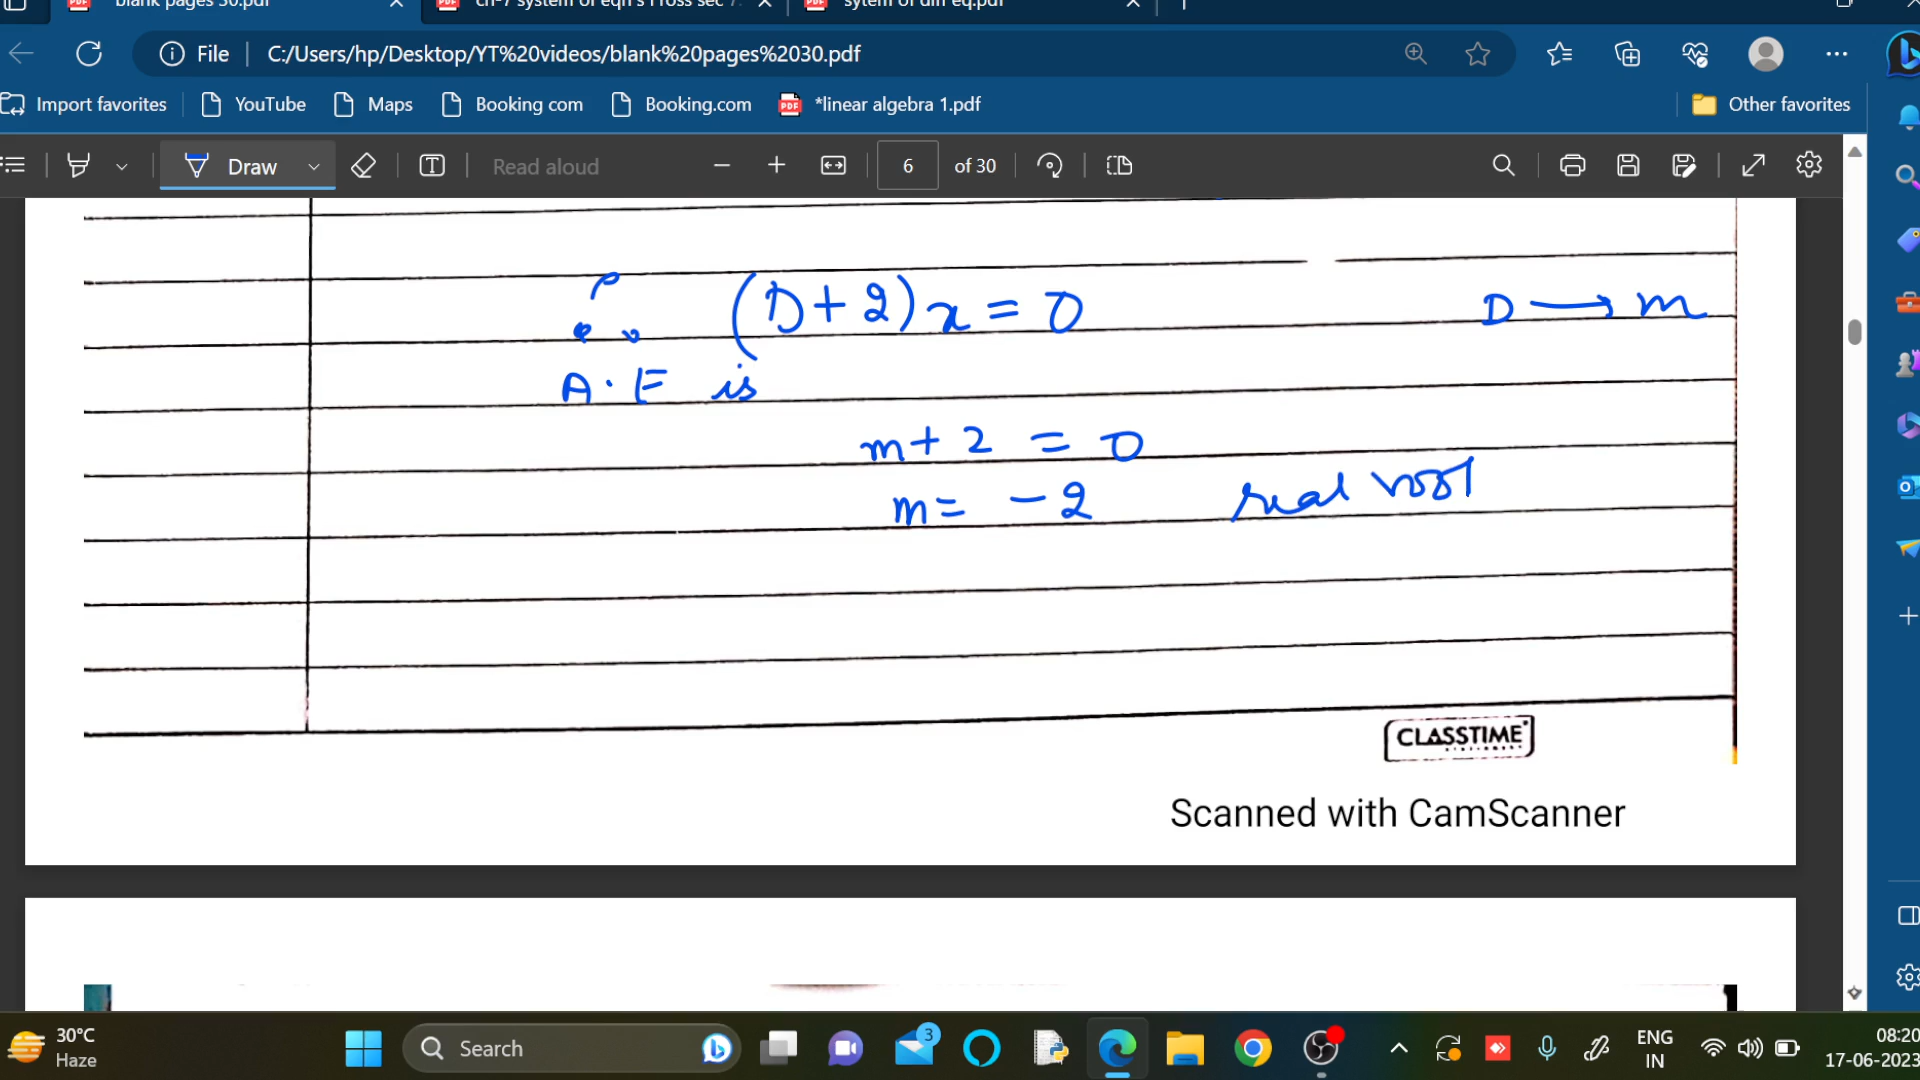 blank pages 30.pdf
ch-7 system of eqn's
sytem of diff eq.pdf
File C:/Users/hp/Desktop/YT%20videos/blank%20pages%2030.pdf
Import favorites YouTube Maps Booking com Booking.com *linear algebra 1.pdf Other favorites
Draw Read aloud 6 of 30
(D+2)x = 0 D → m
A.E is
m+2 = 0
m = -2 real root
CLASSTIME
Scanned with CamScanner
30°C
Haze
Search
3
ENG
IN
08:20
17-06-2023